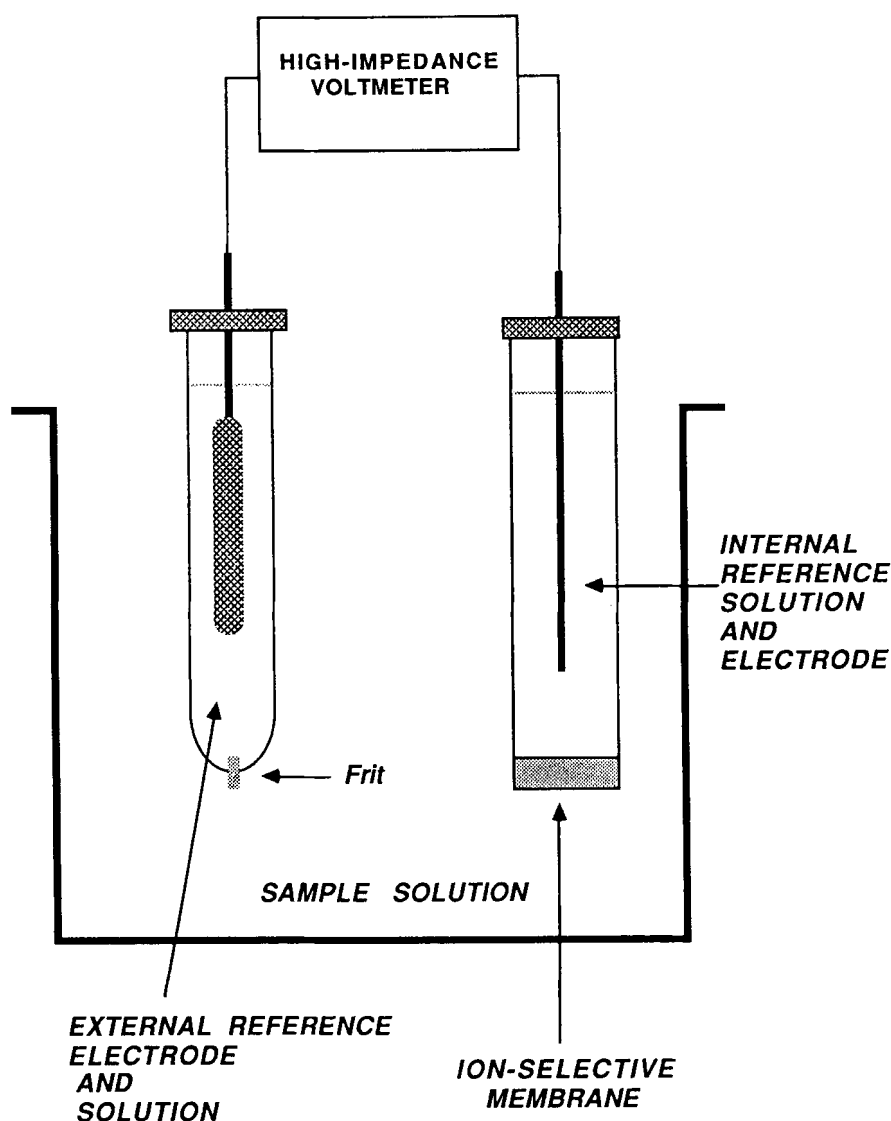 HIGH-IMPEDANCE
VOLTMETER
INTERNAL
REFERENCE
SOLUTION
AND
ELECTRODE
Frit
SAMPLE SOLUTION
EXTERNAL REFERENCE
ELECTRODE
AND
SOLUTION
ION-SELECTIVE
MEMBRANE